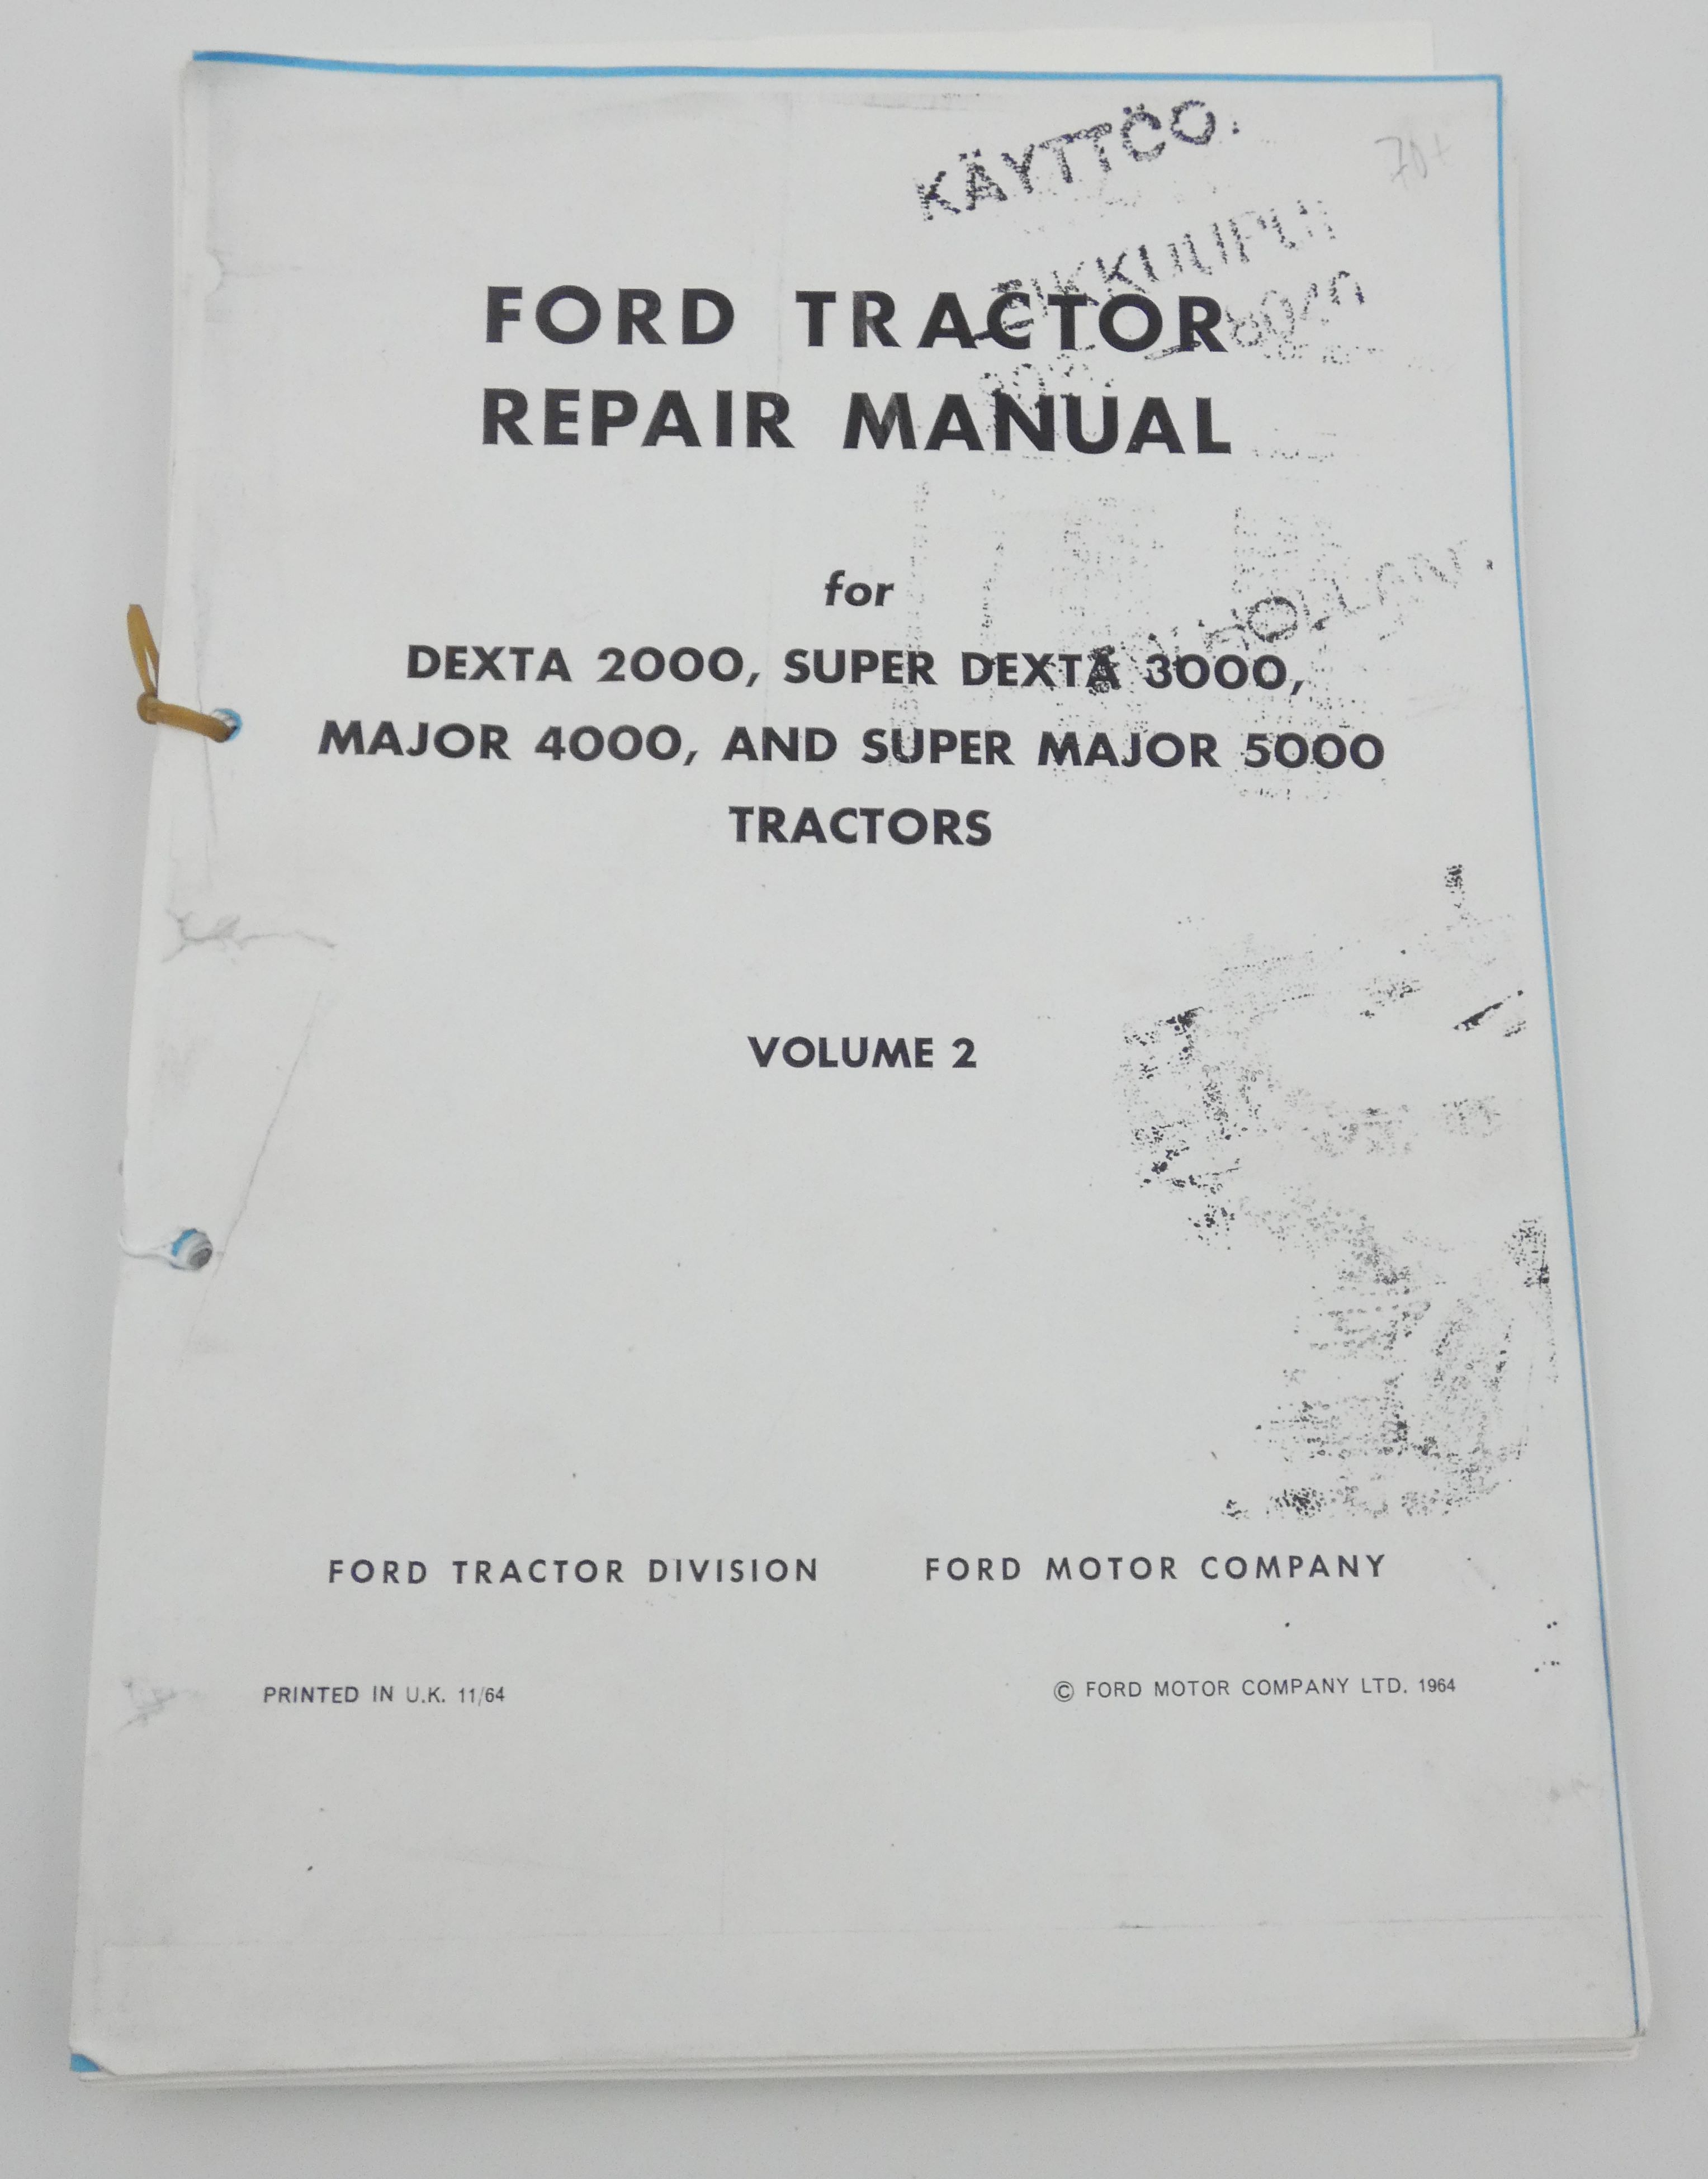 KÄYTTÖO.
70+
FORD TRACTOR
REPAIR MANUAL
for
DEXTA 2000, SUPER DEXTA 3000,
MAJOR 4000, AND SUPER MAJOR 5000
TRACTORS
VOLUME 2
FORD TRACTOR DIVISION FORD MOTOR COMPANY
PRINTED IN U.K. 11/64 © FORD MOTOR COMPANY LTD. 1964